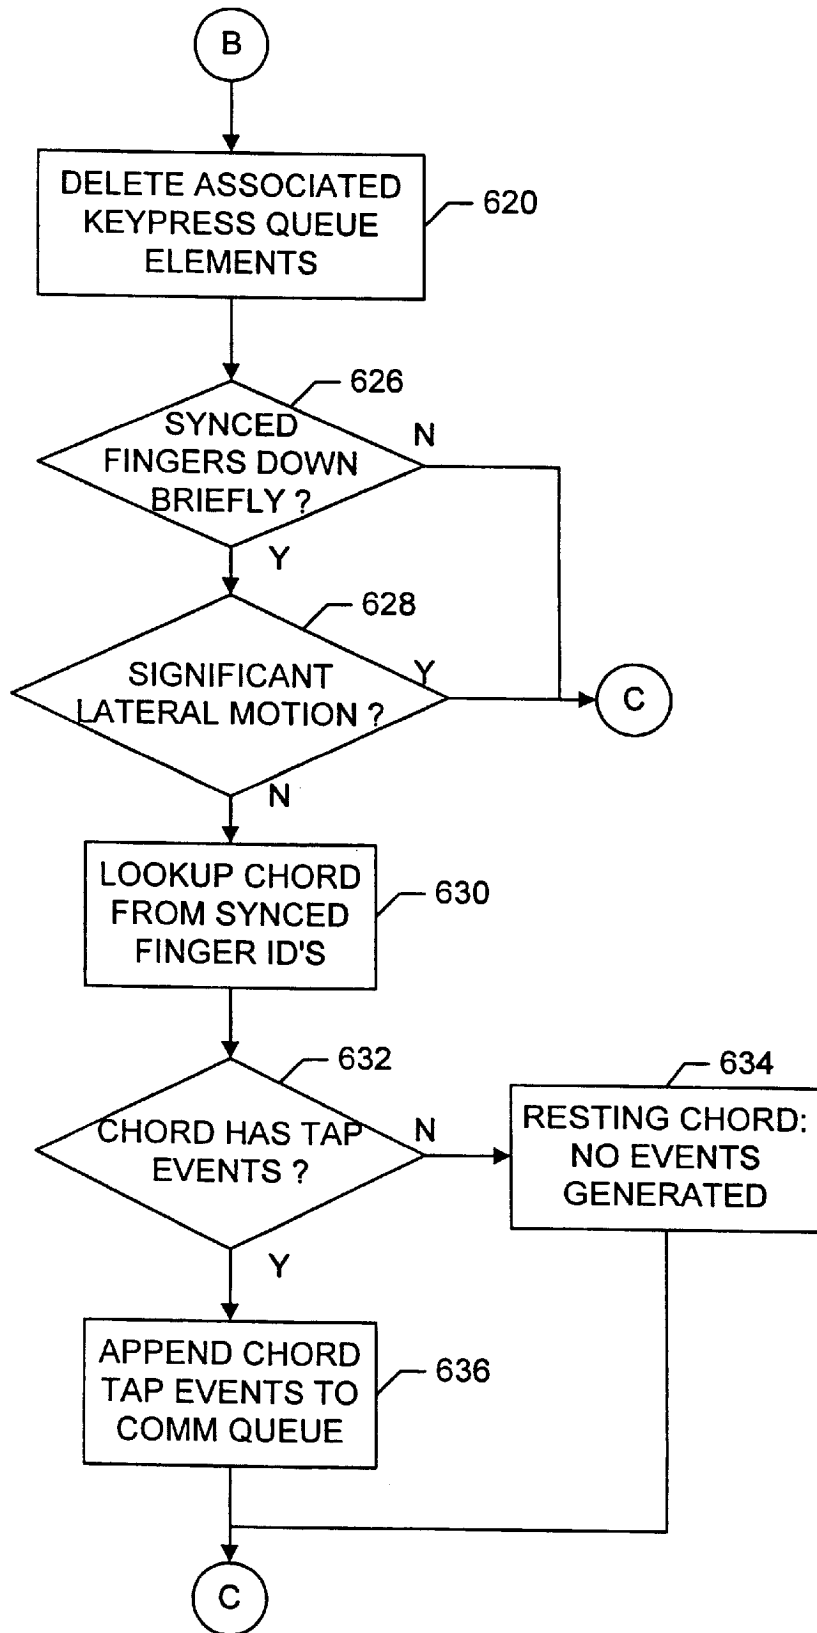 B
DELETE ASSOCIATED
KEYPRESS QUEUE
ELEMENTS
620
626
SYNCED
FINGERS DOWN
BRIEFLY ?
N
Y
628
SIGNIFICANT
LATERAL MOTION ?
Y
C
N
LOOKUP CHORD
FROM SYNCED
FINGER ID'S
630
632
CHORD HAS TAP
EVENTS ?
N
634
RESTING CHORD:
NO EVENTS
GENERATED
Y
APPEND CHORD
TAP EVENTS TO
COMM QUEUE
636
C